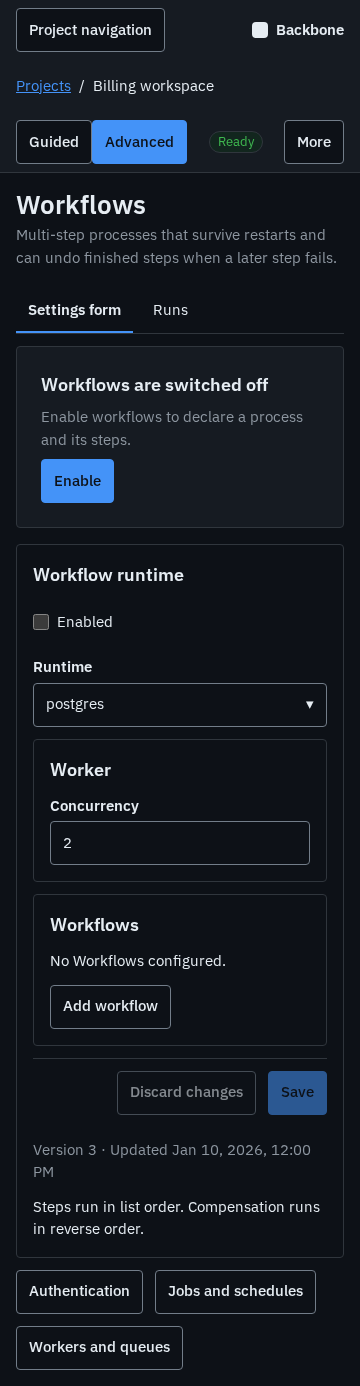 Project navigation
Backbone
Projects / Billing workspace
Guided
Advanced
Ready
More
Workflows
Multi-step processes that survive restarts and
can undo finished steps when a later step fails.
Settings form
Runs
Workflows are switched off
Enable workflows to declare a process
and its steps.
Enable
Workflow runtime
Enabled
Runtime
postgres
Worker
Concurrency
2
Workflows
No Workflows configured.
Add workflow
Discard changes
Save
Version 3 · Updated Jan 10, 2026, 12:00
PM
Steps run in list order. Compensation runs
in reverse order.
Authentication
Jobs and schedules
Workers and queues